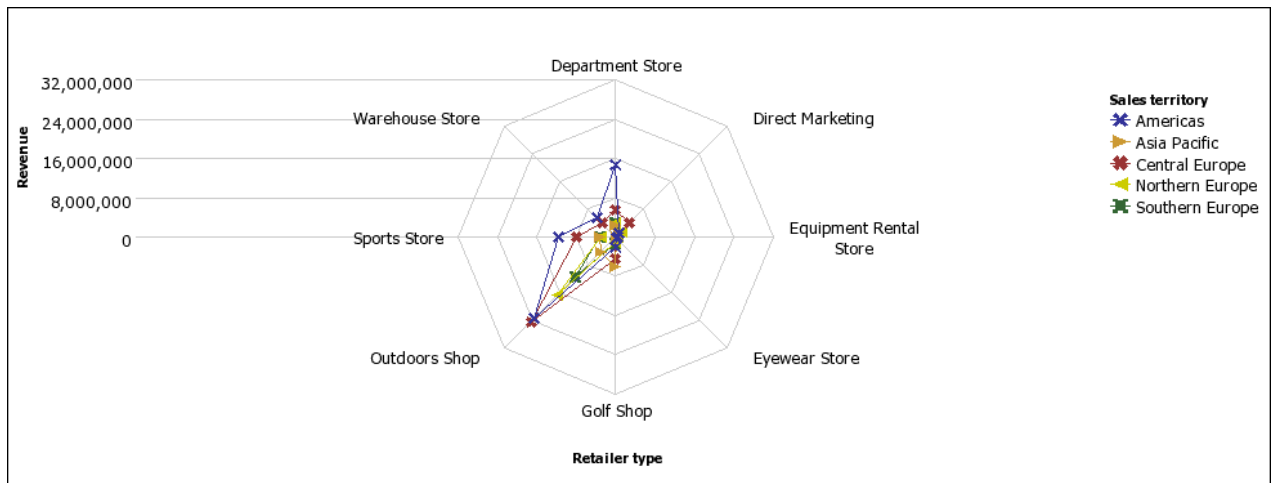 Department Store
32,000,000
24,000,000
16,000,000
8,000,000
0
Revenue
Warehouse Store
Direct Marketing
Sports Store
Equipment Rental
Store
Outdoors Shop
Eyewear Store
Golf Shop
Retailer type
Sales territory
Americas
Asia Pacific
Central Europe
Northern Europe
Southern Europe